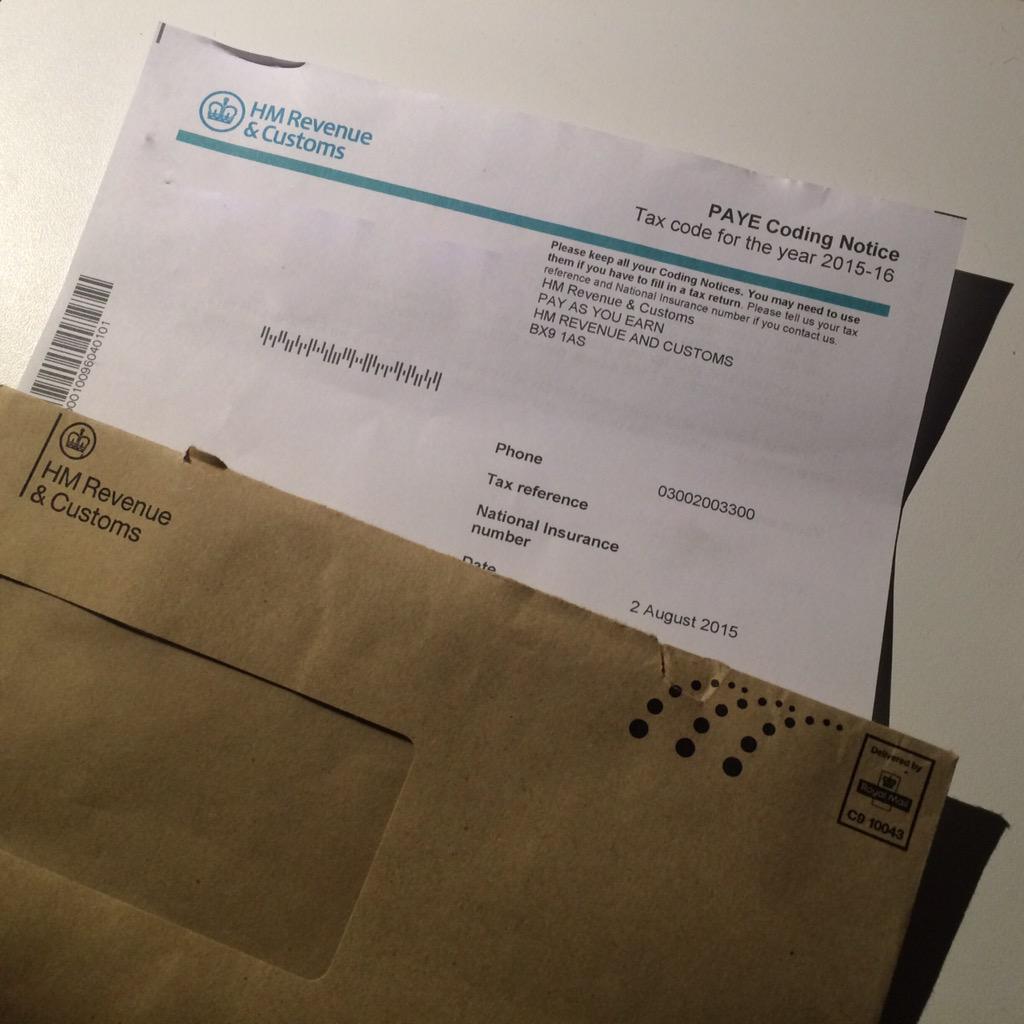 HM Revenue
& Customs
PAYE Coding Notice
Tax code for the year 2015-16
Please keep all your Coding Notices. You may need to use
them if you have to fill in a tax return. Please tell us your tax
reference and National Insurance number if you contact us.
HM Revenue & Customs
PAY AS YOU EARN
HM REVENUE AND CUSTOMS
BX9 1AS
0010096040101
Phone
03002003300
Tax reference
National Insurance
number
Date
2 August 2015
HM Revenue
& Customs
Delivered by
Royal Mail
C9 10043